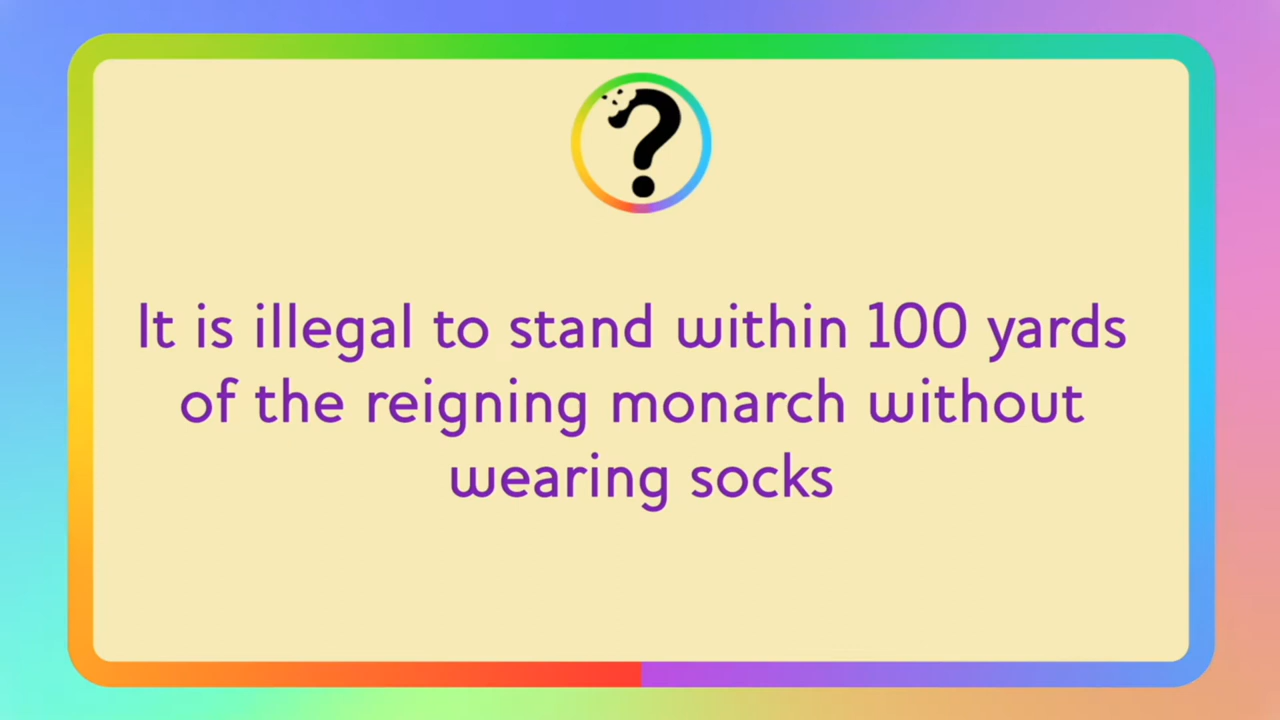 It is illegal to stand within 100 yards
of the reigning monarch without
wearing socks